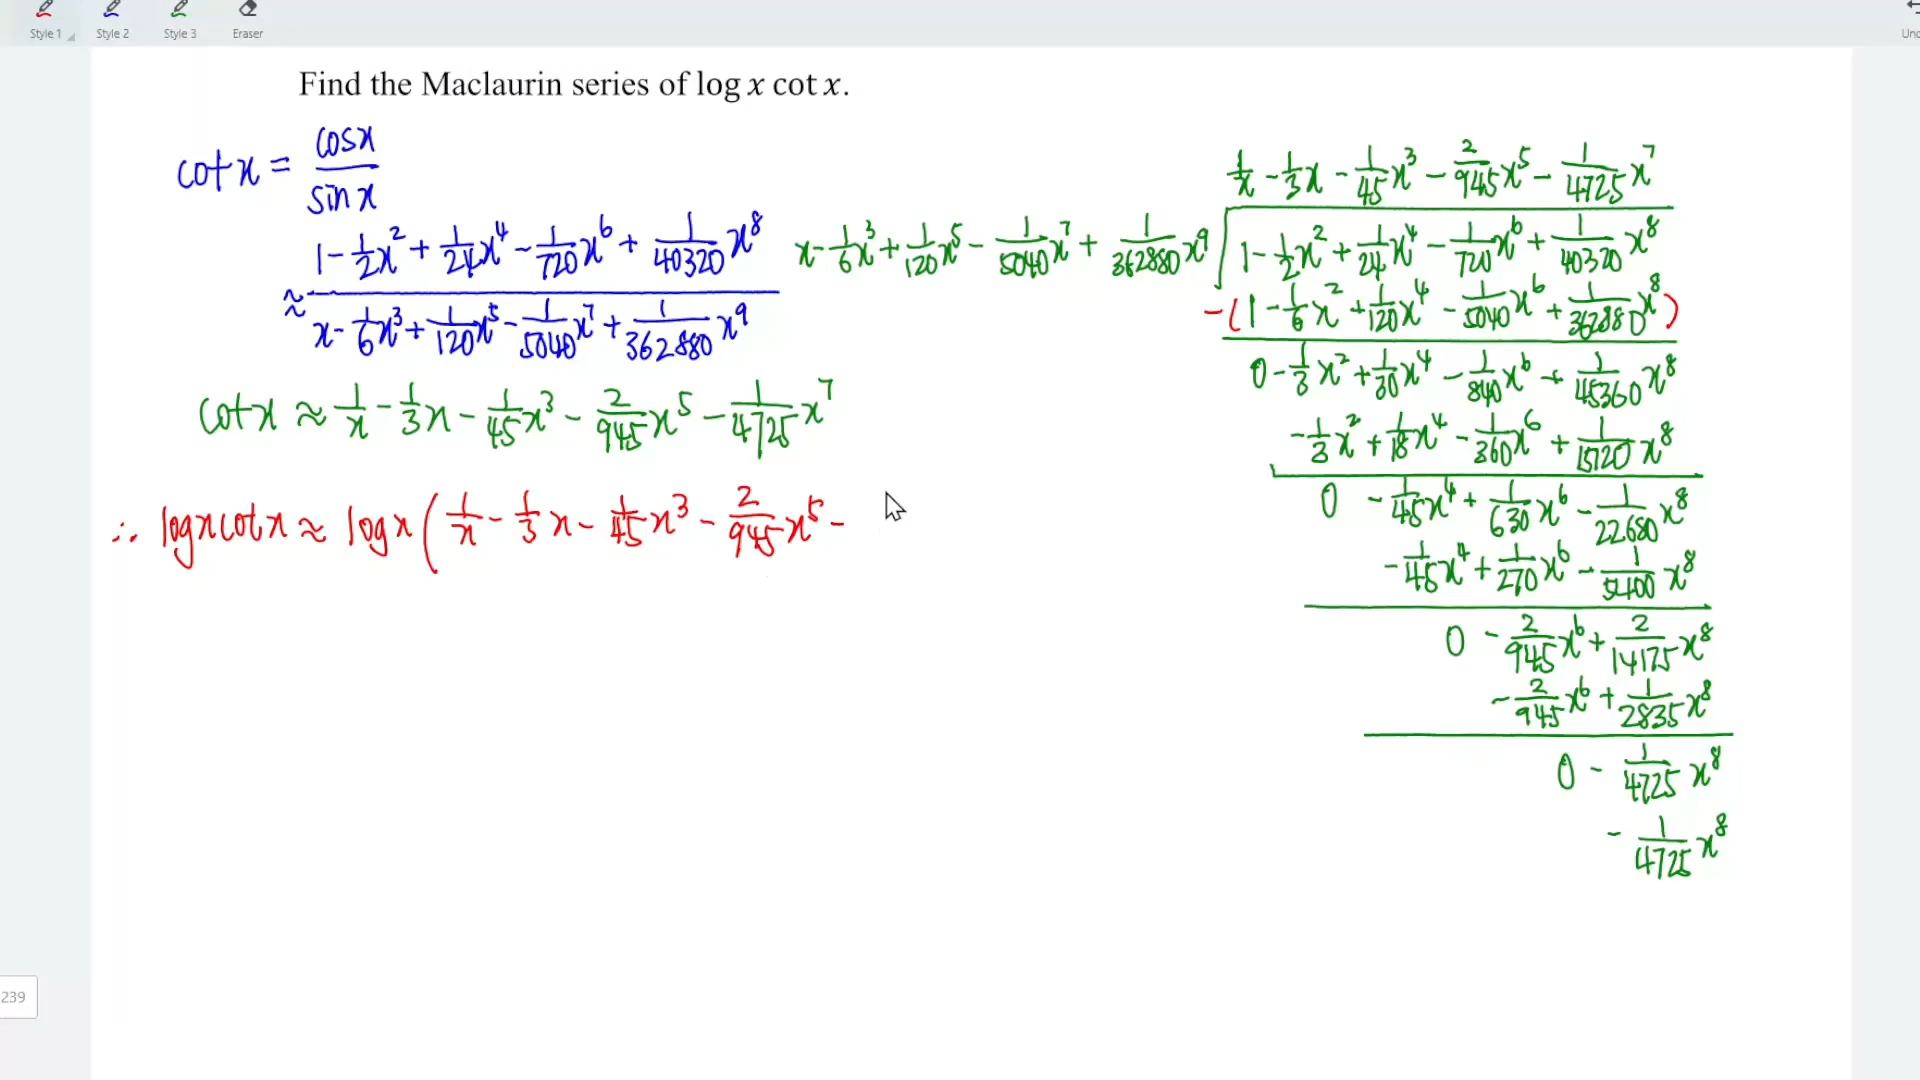 Style 1 Style 2 Style 3 Eraser
Find the Maclaurin series of log x cot x.
cot x = cosx / sin x
≈ (1 - 1/2 x² + 1/24 x⁴ - 1/720 x⁶ + 1/40320 x⁸) / (x - 1/6 x³ + 1/120 x⁵ - 1/5040 x⁷ + 1/362880 x⁹)
cot x ≈ 1/x - 1/3 x - 1/45 x³ - 2/945 x⁵ - 1/4725 x⁷
∴ logx cot x ≈ log x ( 1/x - 1/3 x - 1/45 x³ - 2/945 x⁵ -
1/x - 1/3 x - 1/45 x³ - 2/945 x⁵ - 1/4725 x⁷
x - 1/6 x³ + 1/120 x⁵ - 1/5040 x⁷ + 1/362880 x⁹ 1 - 1/2 x² + 1/24 x⁴ - 1/720 x⁶ + 1/40320 x⁸
-( 1 - 1/6 x² + 1/120 x⁴ - 1/5040 x⁶ + 1/362880 x⁸ )
0 - 1/3 x² + 1/30 x⁴ - 1/840 x⁶ + 1/45360 x⁸
- 1/3 x² + 1/18 x⁴ - 1/360 x⁶ + 1/15120 x⁸
0 - 1/45 x⁴ + 1/630 x⁶ - 1/22680 x⁸
- 1/45 x⁴ + 1/270 x⁶ - 1/5400 x⁸
0 - 2/945 x⁶ + 2/14175 x⁸
- 2/945 x⁶ + 1/2835 x⁸
0 - 1/4725 x⁸
- 1/4725 x⁸
239